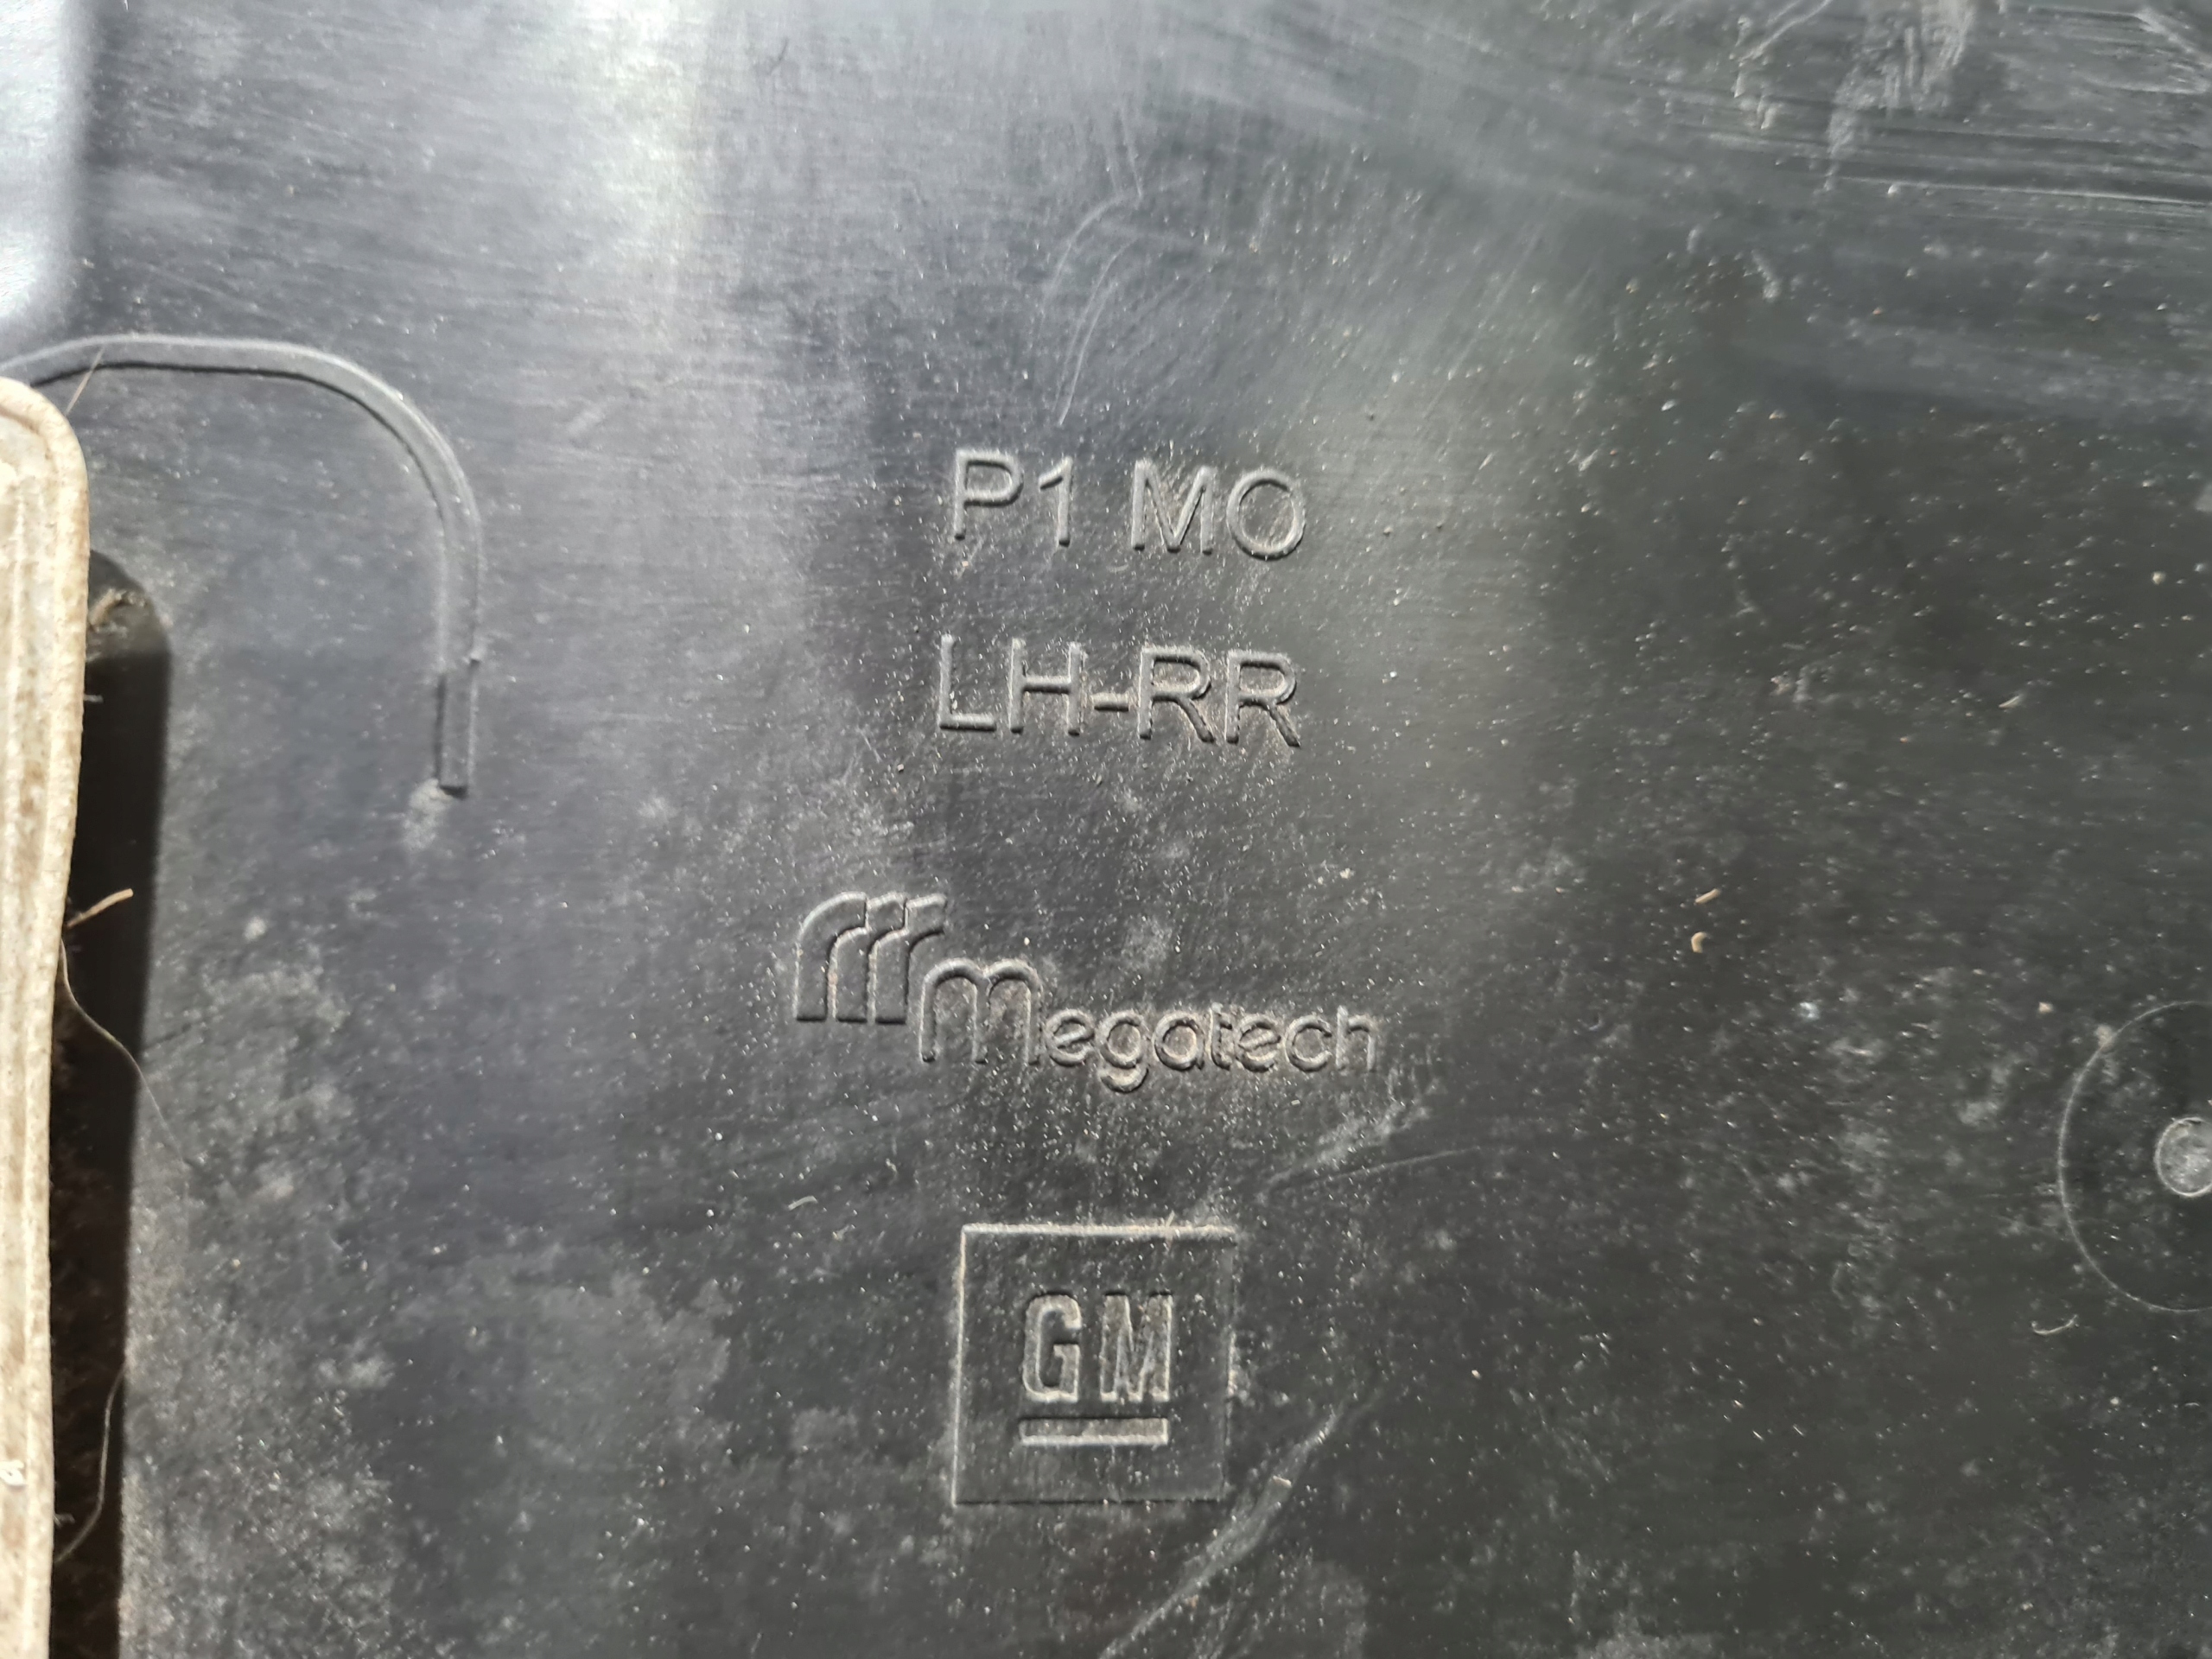 P1 MO
LH-RR
Megatech
GM